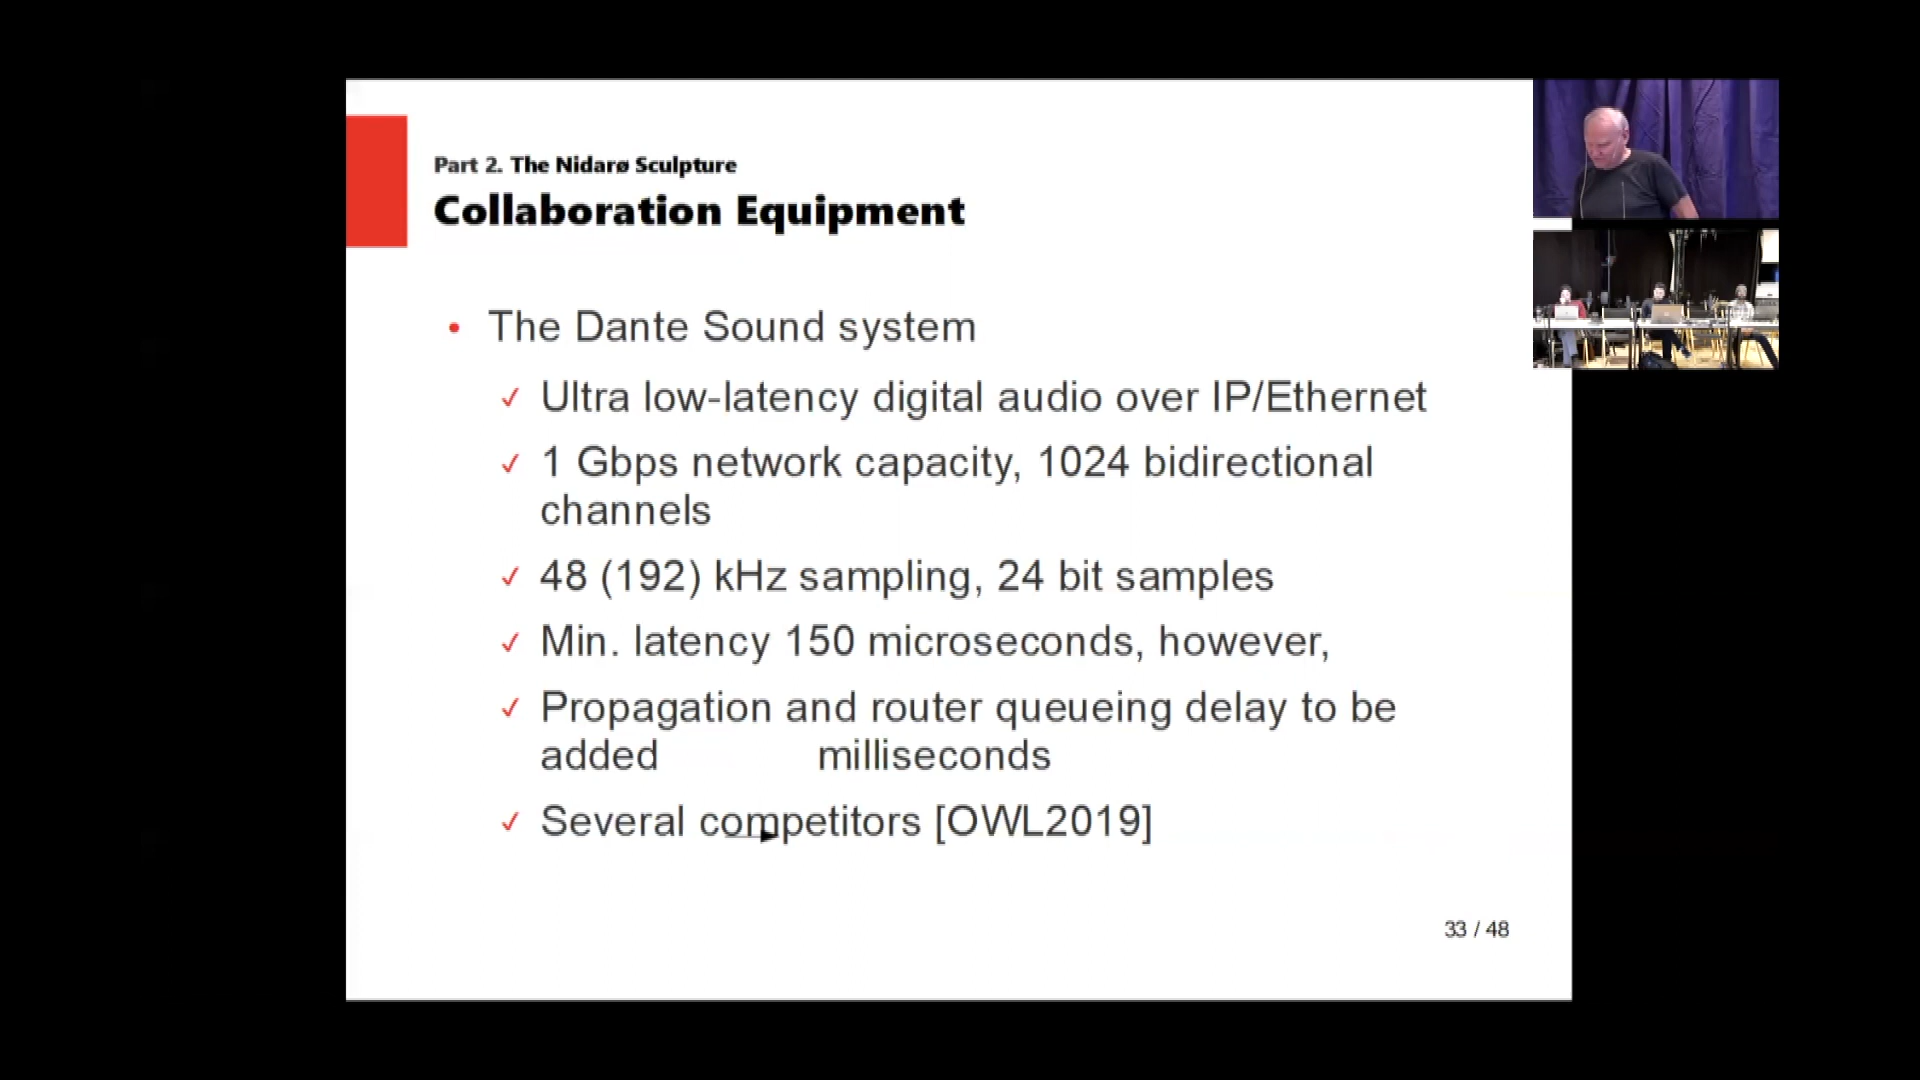 Part 2. The Nidarø Sculpture
Collaboration Equipment
• The Dante Sound system
✓ Ultra low-latency digital audio over IP/Ethernet
✓ 1 Gbps network capacity, 1024 bidirectional
channels
✓ 48 (192) kHz sampling, 24 bit samples
✓ Min. latency 150 microseconds, however,
✓ Propagation and router queueing delay to be
added milliseconds
✓ Several competitors [OWL2019]
33 / 48